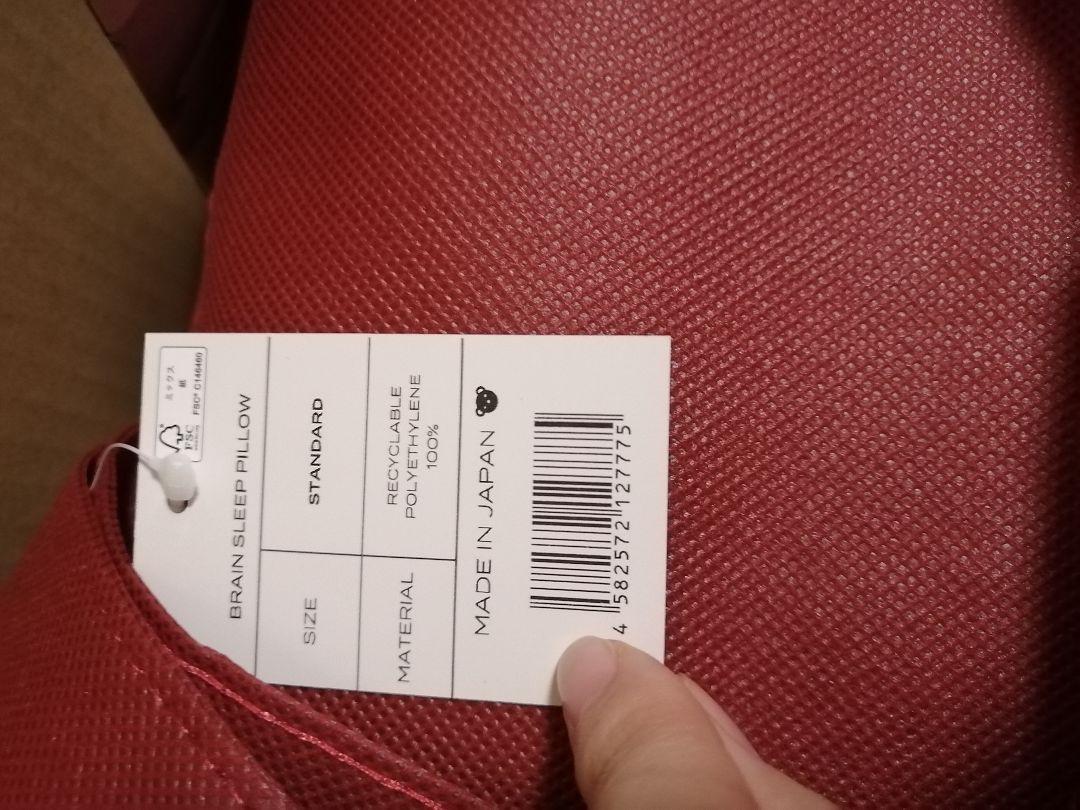 FSC
ミックス
紙
FSC® C146460
BRAIN SLEEP PILLOW
SIZE STANDARD
MATERIAL RECYCLABLE
POLYETHYLENE
100%
MADE IN JAPAN
4 582572 127775